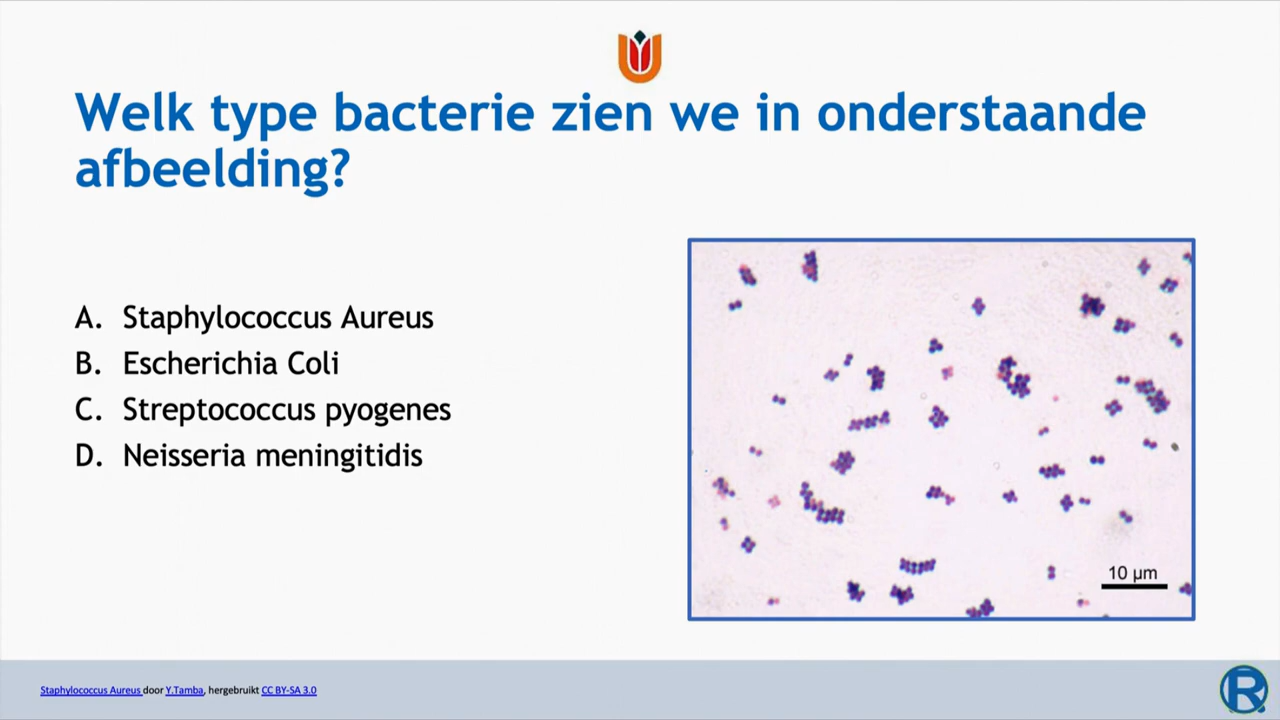 Welk type bacterie zien we in onderstaande
afbeelding?
A. Staphylococcus Aureus
B. Escherichia Coli
C. Streptococcus pyogenes
D. Neisseria meningitidis
10 µm
Staphylococcus Aureus door Y.Tamba, hergebruikt CC BY-SA 3.0
R